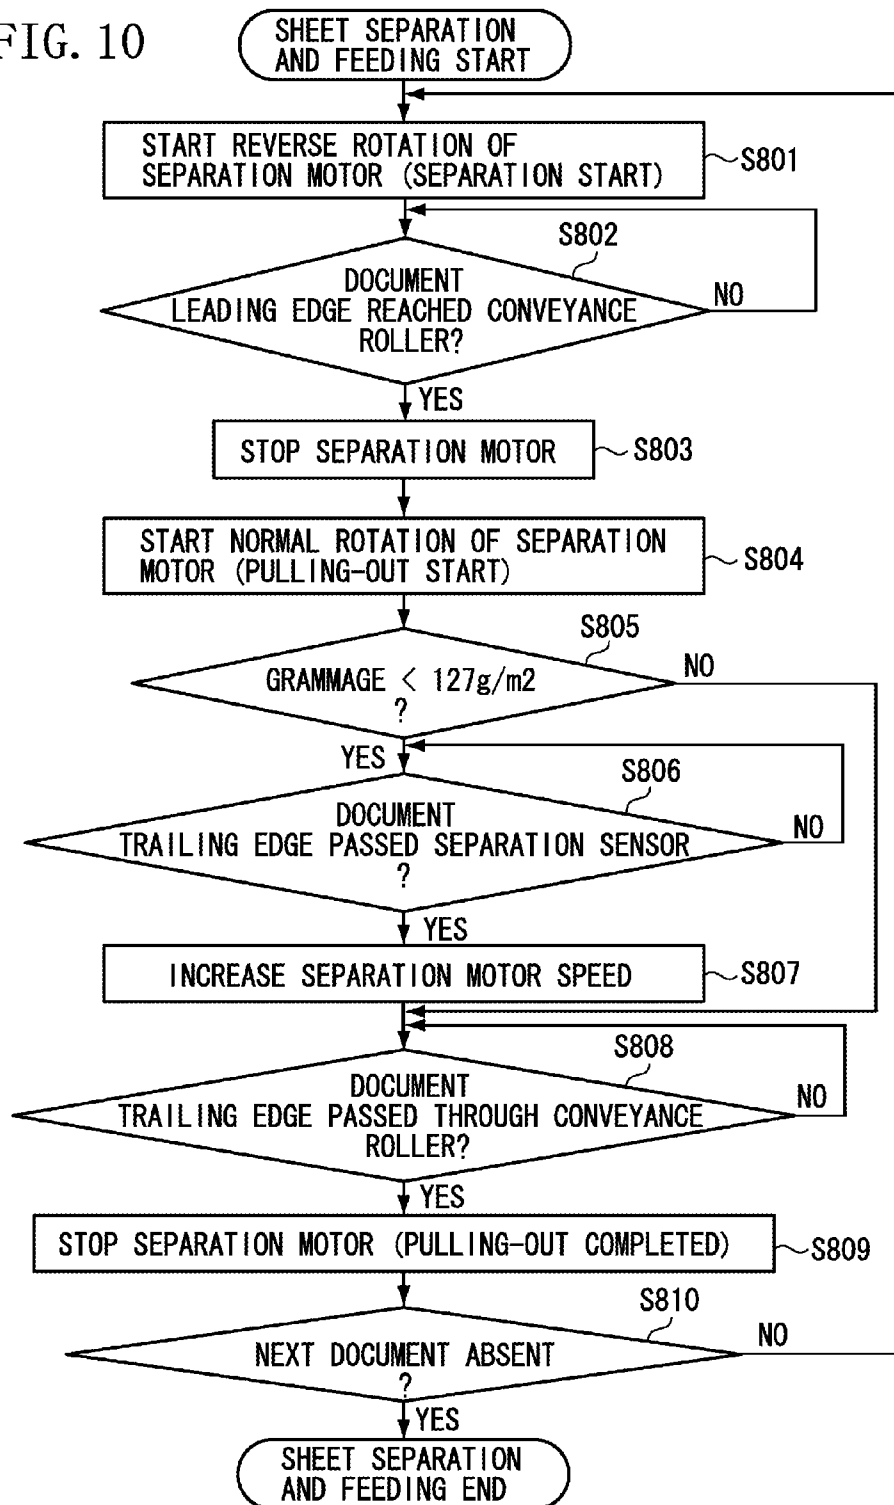 FIG. 10
SHEET SEPARATION
AND FEEDING START
START REVERSE ROTATION OF
SEPARATION MOTOR (SEPARATION START)
S801
S802
DOCUMENT
LEADING EDGE REACHED CONVEYANCE
ROLLER?
NO
YES
STOP SEPARATION MOTOR
S803
START NORMAL ROTATION OF SEPARATION
MOTOR (PULLING-OUT START)
S804
S805
GRAMMAGE < 127g/m2
?
NO
YES
S806
DOCUMENT
TRAILING EDGE PASSED SEPARATION SENSOR
?
NO
YES
INCREASE SEPARATION MOTOR SPEED
S807
S808
DOCUMENT
TRAILING EDGE PASSED THROUGH CONVEYANCE
ROLLER?
NO
YES
STOP SEPARATION MOTOR (PULLING-OUT COMPLETED)
S809
S810
NEXT DOCUMENT ABSENT
?
NO
YES
SHEET SEPARATION
AND FEEDING END